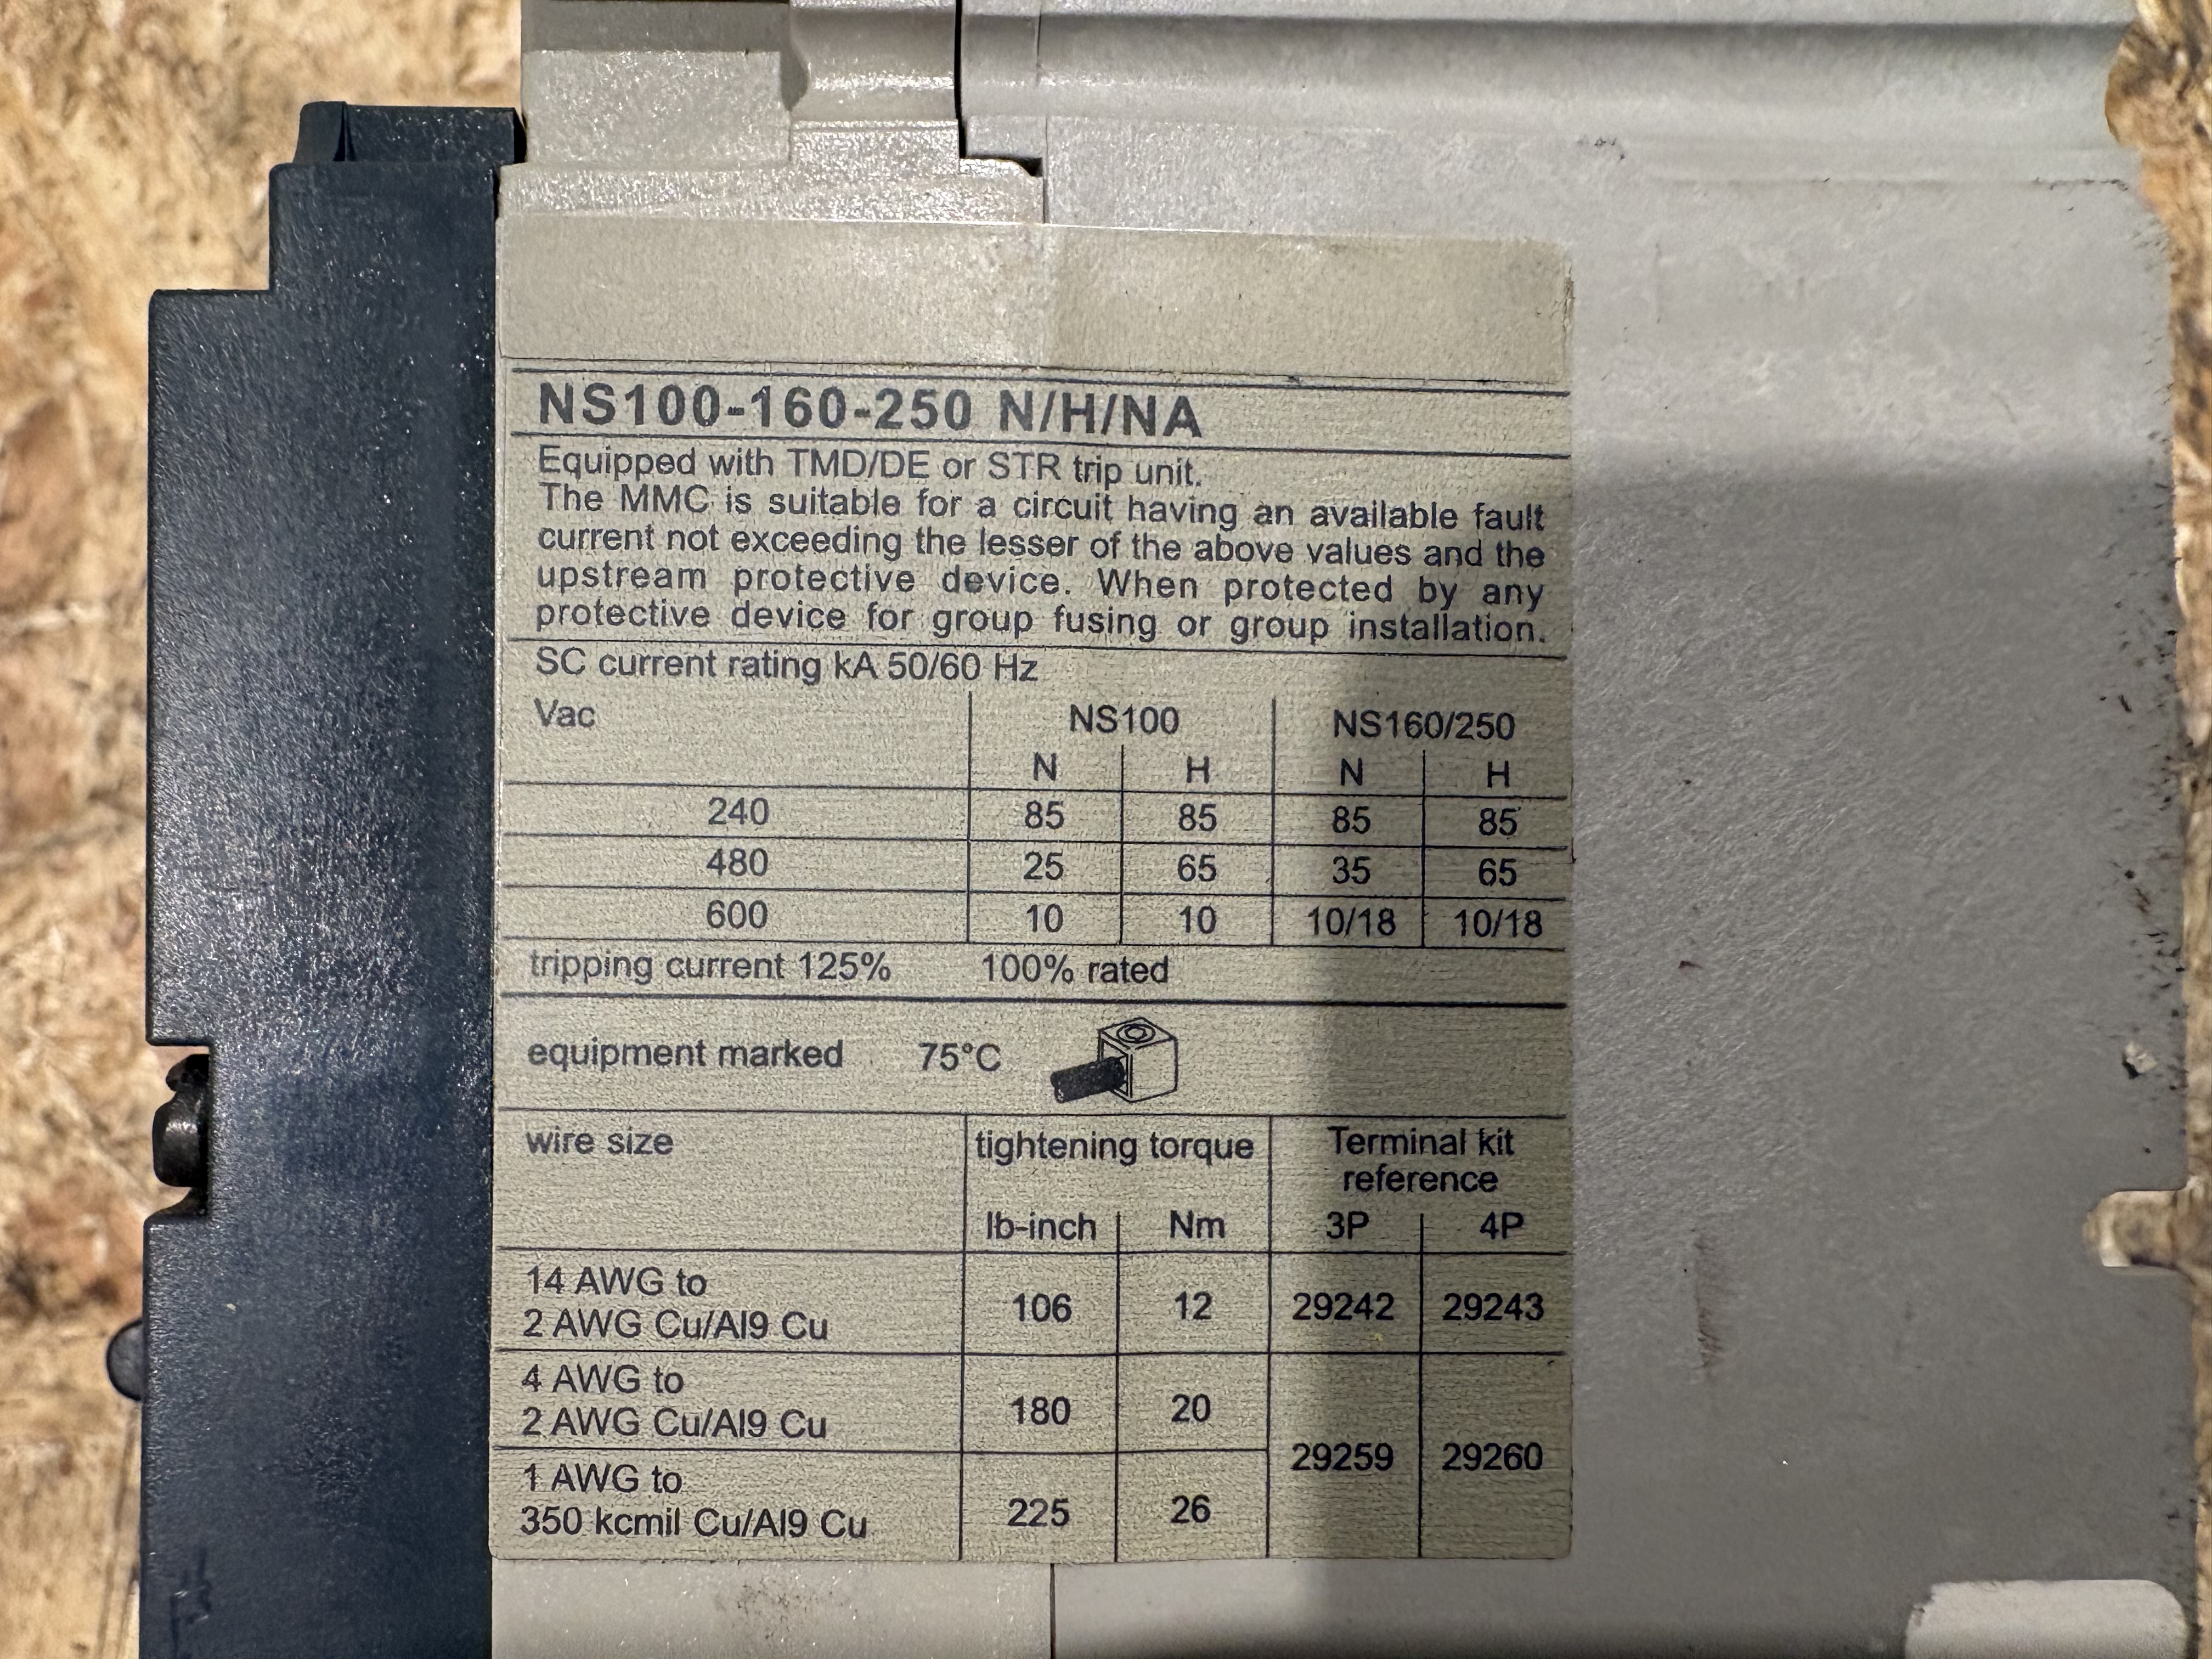 NS100-160-250 N/H/NA
Equipped with TMD/DE or STR trip unit.
The MMC is suitable for a circuit having an available fault
current not exceeding the lesser of the above values and the
upstream protective device. When protected by any
protective device for group fusing or group installation.
SC current rating kA 50/60 Hz
Vac NS100 NS160/250
N H N H
240 85 85 85 85
480 25 65 35 65
600 10 10 10/18 10/18
tripping current 125% 100% rated
equipment marked 75°C
wire size tightening torque Terminal kit
reference
lb-inch Nm 3P 4P
14 AWG to
2 AWG Cu/Al9 Cu 106 12 29242 29243
4 AWG to
2 AWG Cu/Al9 Cu 180 20
29259 29260
1 AWG to
350 kcmil Cu/Al9 Cu 225 26